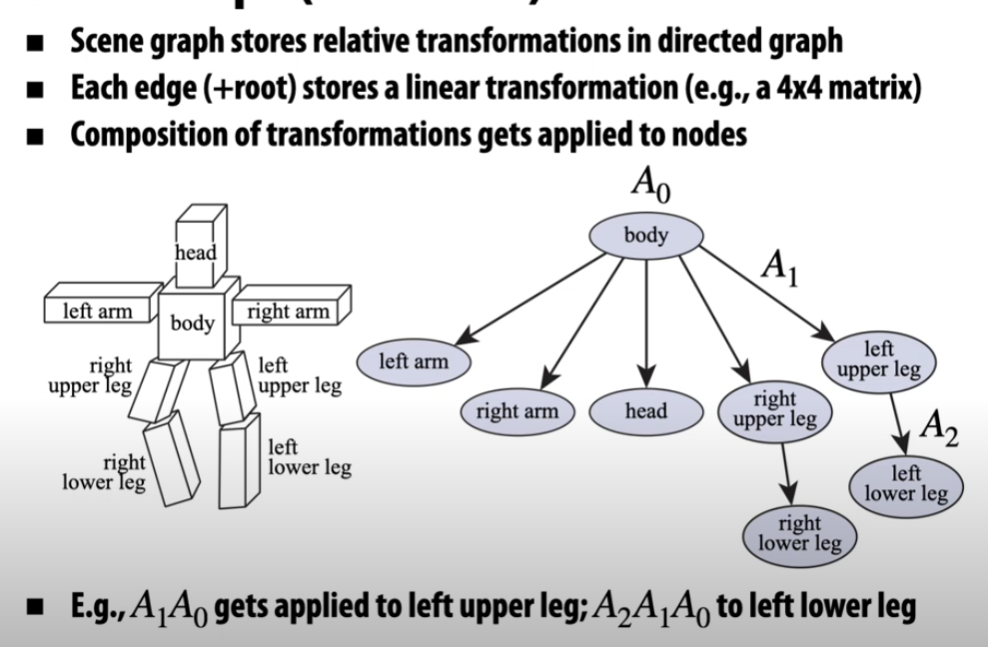 ■ Scene graph stores relative transformations in directed graph
■ Each edge (+root) stores a linear transformation (e.g., a 4x4 matrix)
■ Composition of transformations gets applied to nodes
head
left arm
body
right arm
right
upper leg
left
upper leg
right
lower leg
left
lower leg
A₀
body
A₁
left arm
right arm
head
right
upper leg
left
upper leg
A₂
left
lower leg
right
lower leg
■ E.g., A₁A₀ gets applied to left upper leg; A₂A₁A₀ to left lower leg